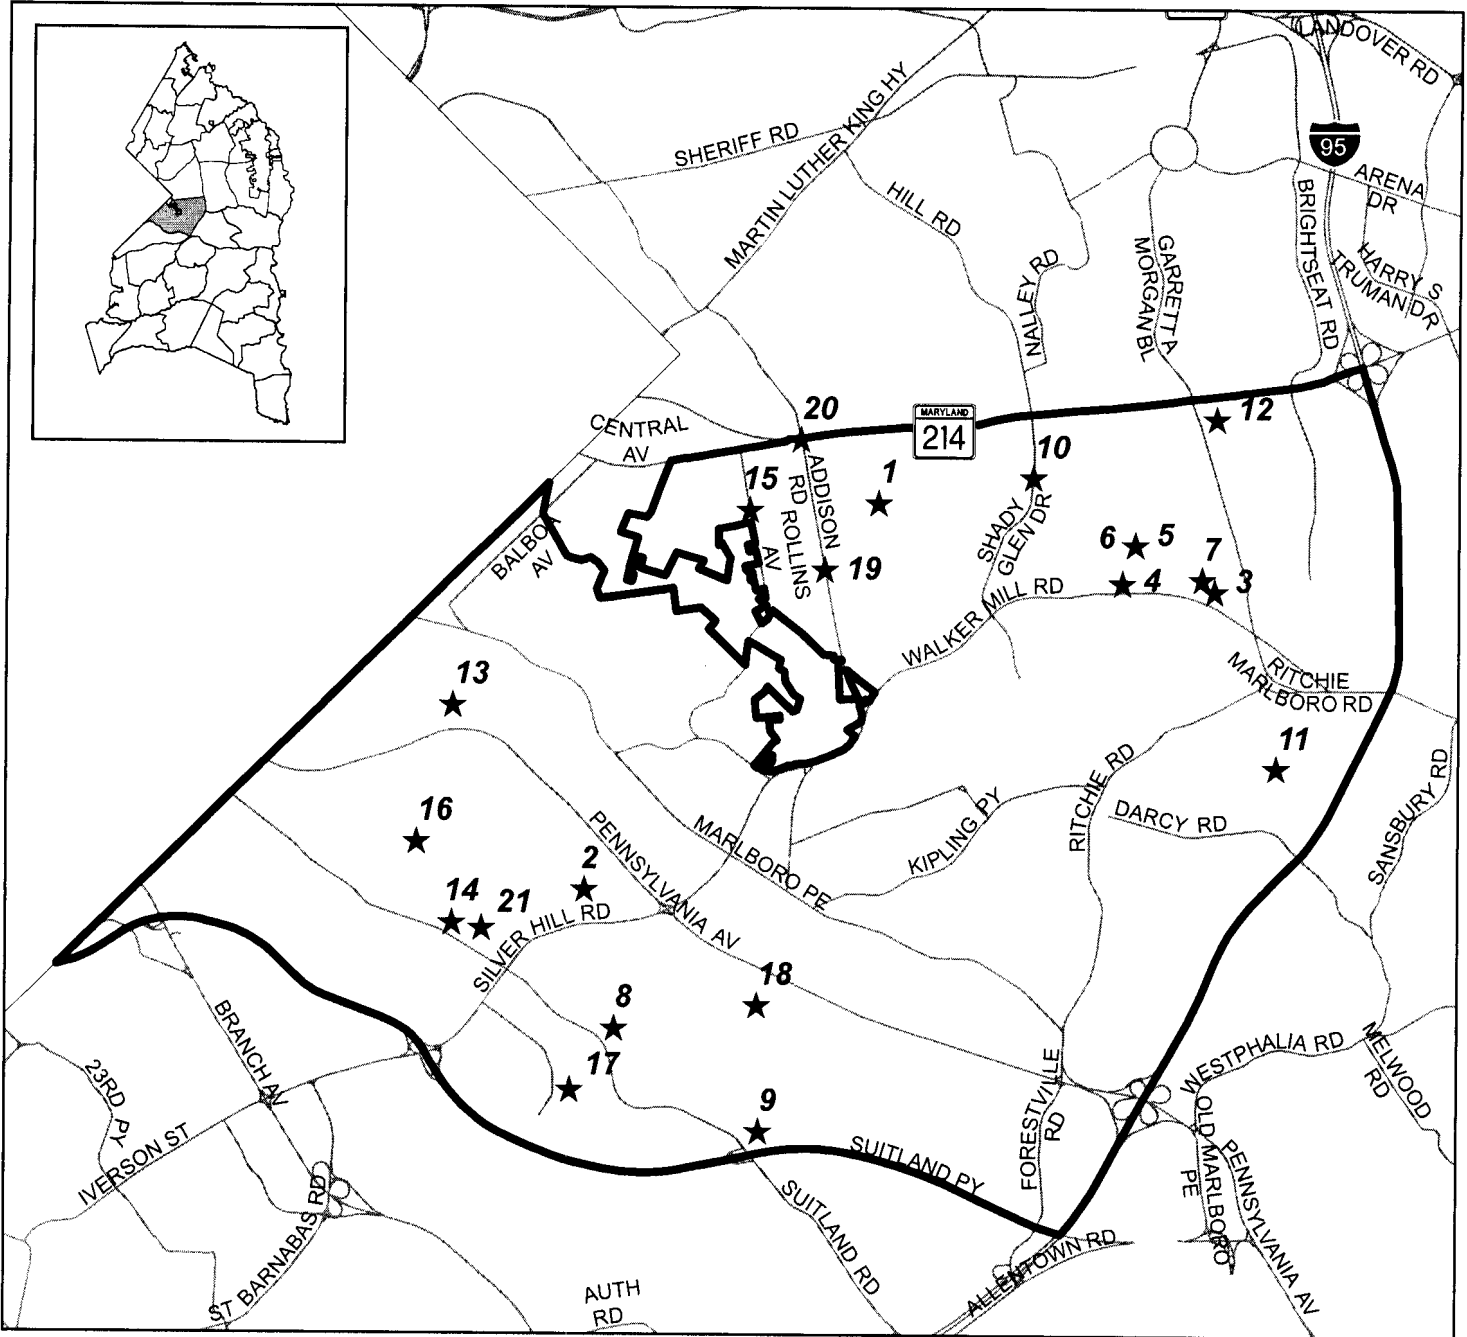 LANDOVER RD
95
SHERIFF RD
MARTIN LUTHER KING HY
HILL RD
NALLEY RD
GARRETT A
MORGAN BL
BRIGHTSEAT RD
ARENA
DR
HARRY S
TRUMAN DR
CENTRAL
AV
20
MARYLAND
214
12
15
1
10
ADDISON
RD
ROLLINS
AV
SHADY
GLEN DR
BALBOA
AV
6
5
7
19
4
3
WALKER MILL RD
13
RITCHIE
MARLBORO RD
11
16
2
14
21
PENNSYLVANIA AV
MARLBORO PE
KIPLING PY
RITCHIE RD
DARCY RD
SANSBURY RD
SILVER HILL RD
18
8
17
9
BRANCH AV
23RD
PY
IVERSON ST
ST BARNABAS RD
AUTH
RD
SUITLAND PY
SUITLAND RD
FORESTVILLE
RD
ALLENTOWN RD
WESTPHALIA RD
MELWOOD
RD
OLD MARLBORO
PE
PENNSYLVANIA AV